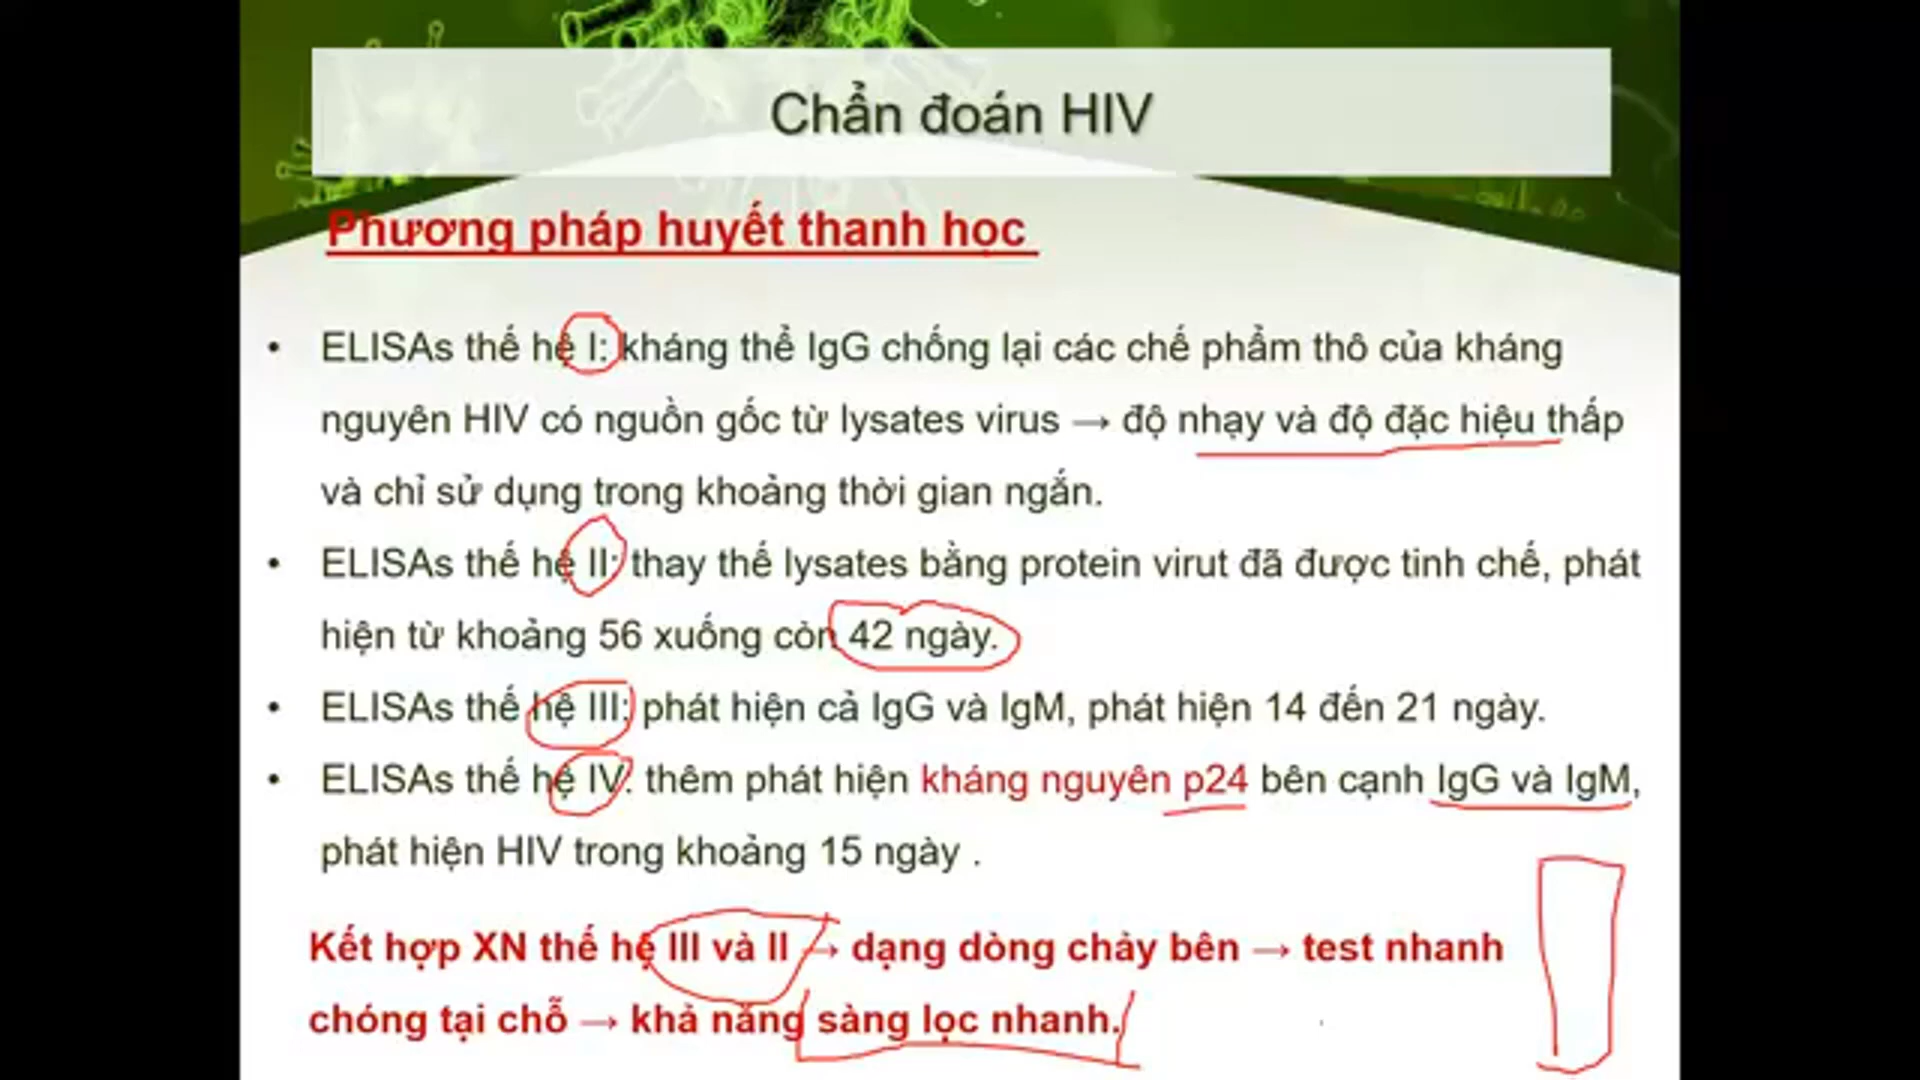 Chẩn đoán HIV
Phương pháp huyết thanh học
• ELISAs thế hệ I: kháng thể IgG chống lại các chế phẩm thô của kháng
nguyên HIV có nguồn gốc từ lysates virus → độ nhạy và độ đặc hiệu thấp
và chỉ sử dụng trong khoảng thời gian ngắn.
• ELISAs thế hệ II: thay thế lysates bằng protein virut đã được tinh chế, phát
hiện từ khoảng 56 xuống còn 42 ngày.
• ELISAs thế hệ III: phát hiện cả IgG và IgM, phát hiện 14 đến 21 ngày.
• ELISAs thế hệ IV: thêm phát hiện kháng nguyên p24 bên cạnh IgG và IgM,
phát hiện HIV trong khoảng 15 ngày .
Kết hợp XN thế hệ III và II → dạng dòng chảy bên → test nhanh
chóng tại chỗ → khả năng sàng lọc nhanh.